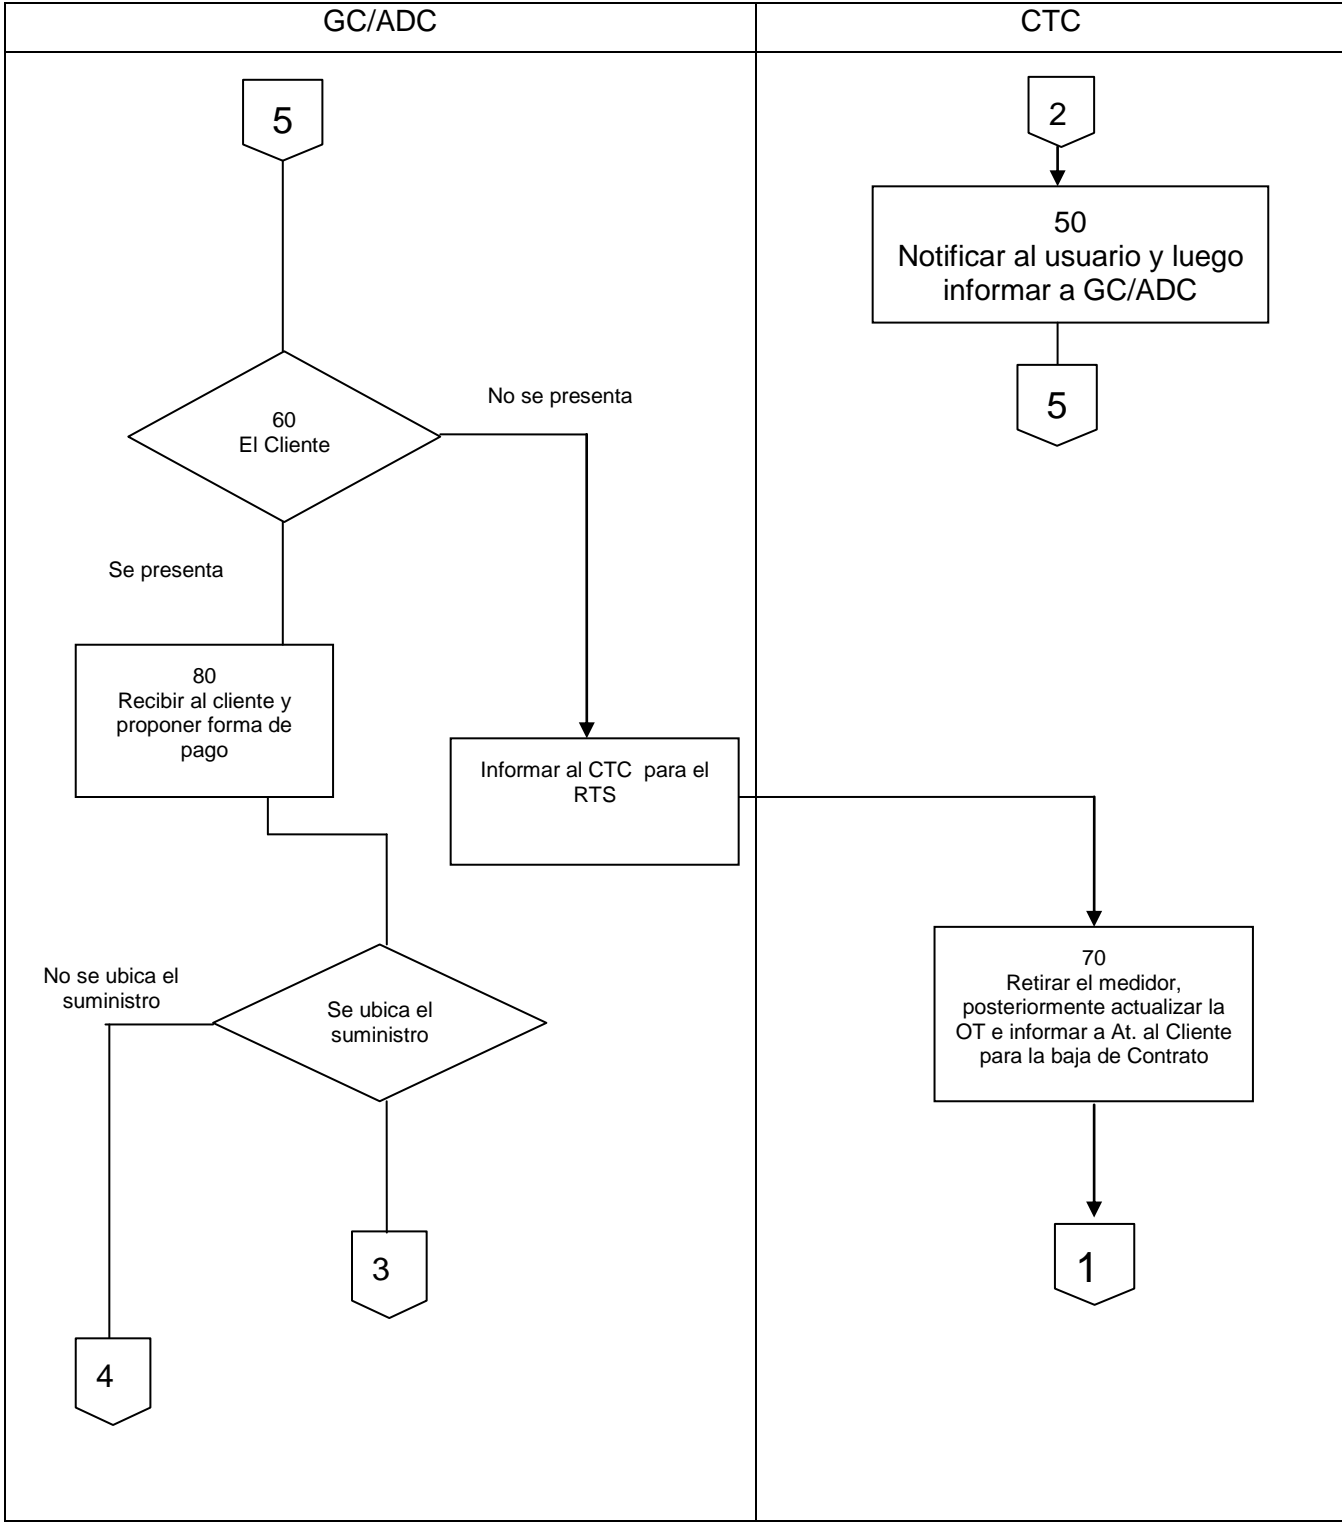 GC/ADC
CTC
5
2
50
Notificar al usuario y luego
informar a GC/ADC
5
No se presenta
60
El Cliente
Se presenta
80
Recibir al cliente y
proponer forma de
pago
Informar al CTC para el
RTS
No se ubica el
suministro
Se ubica el
suministro
70
Retirar el medidor,
posteriormente actualizar la
OT e informar a At. al Cliente
para la baja de Contrato
3
1
4